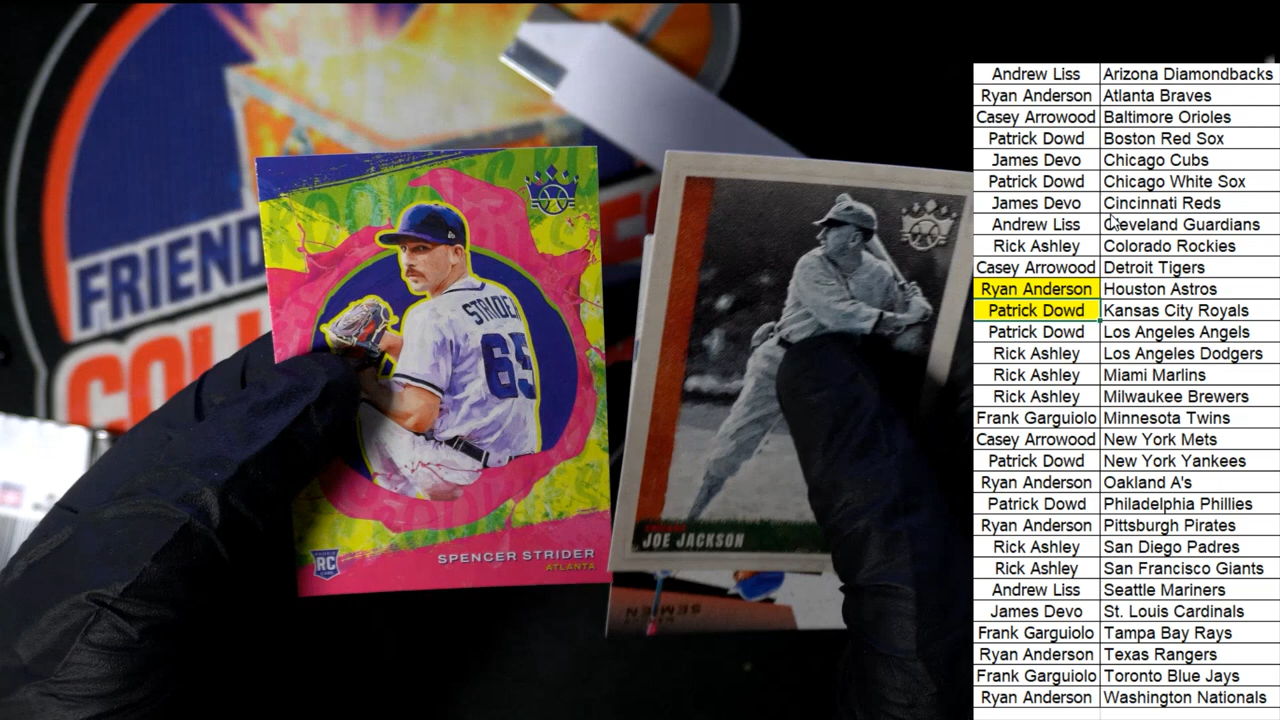 FRIEND
COLL
ES
STRIDER
65
RC
SPENCER STRIDER
ATLANTA
CHICAGO
JOE JACKSON
SEMIEN
Andrew Liss Arizona Diamondbacks
Ryan Anderson Atlanta Braves
Casey Arrowood Baltimore Orioles
Patrick Dowd Boston Red Sox
James Devo Chicago Cubs
Patrick Dowd Chicago White Sox
James Devo Cincinnati Reds
Andrew Liss Cleveland Guardians
Rick Ashley Colorado Rockies
Casey Arrowood Detroit Tigers
Ryan Anderson Houston Astros
Patrick Dowd Kansas City Royals
Patrick Dowd Los Angeles Angels
Rick Ashley Los Angeles Dodgers
Rick Ashley Miami Marlins
Rick Ashley Milwaukee Brewers
Frank Garguiolo Minnesota Twins
Casey Arrowood New York Mets
Patrick Dowd New York Yankees
Ryan Anderson Oakland A's
Patrick Dowd Philadelphia Phillies
Ryan Anderson Pittsburgh Pirates
Rick Ashley San Diego Padres
Rick Ashley San Francisco Giants
Andrew Liss Seattle Mariners
James Devo St. Louis Cardinals
Frank Garguiolo Tampa Bay Rays
Ryan Anderson Texas Rangers
Frank Garguiolo Toronto Blue Jays
Ryan Anderson Washington Nationals